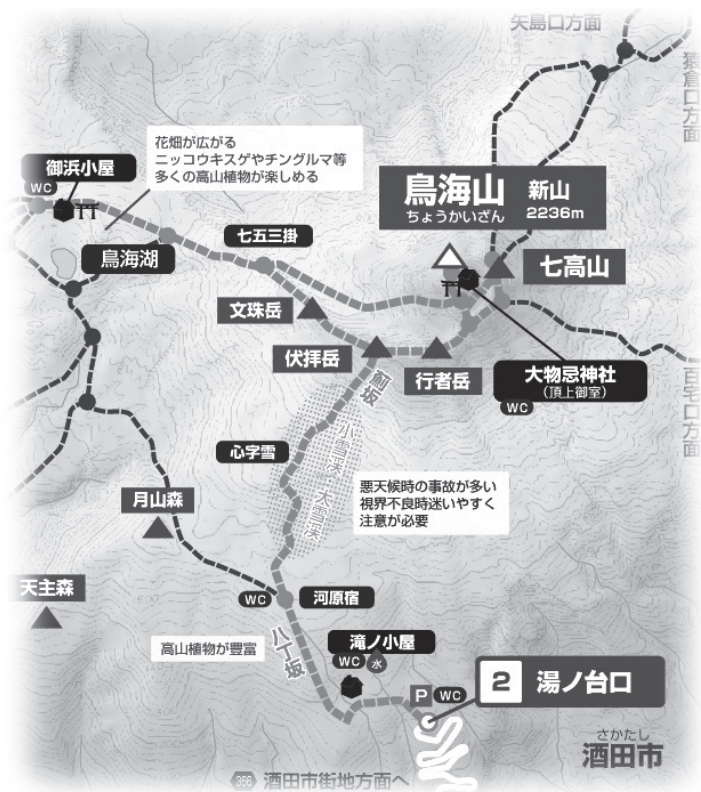 矢島口方面
猿倉口方面
花畑が広がる
ニッコウキスゲやチングルマ等
多くの高山植物が楽しめる
御浜小屋
WC
鳥海山 新山
ちょうかいざん 2236m
七五三掛
鳥海湖
七高山
文珠岳
伏拝岳
行者岳
大物忌神社
(頂上御室)
WC
百宅口方面
薊坂
心字雪
小雪渓・大雪渓
悪天候時の事故が多い
視界不良時迷いやすく
注意が必要
月山森
天主森
WC
河原宿
八丁坂
高山植物が豊富
滝ノ小屋
WC 水
P WC
2 湯ノ台口
さかたし
酒田市
366 酒田市街地方面へ